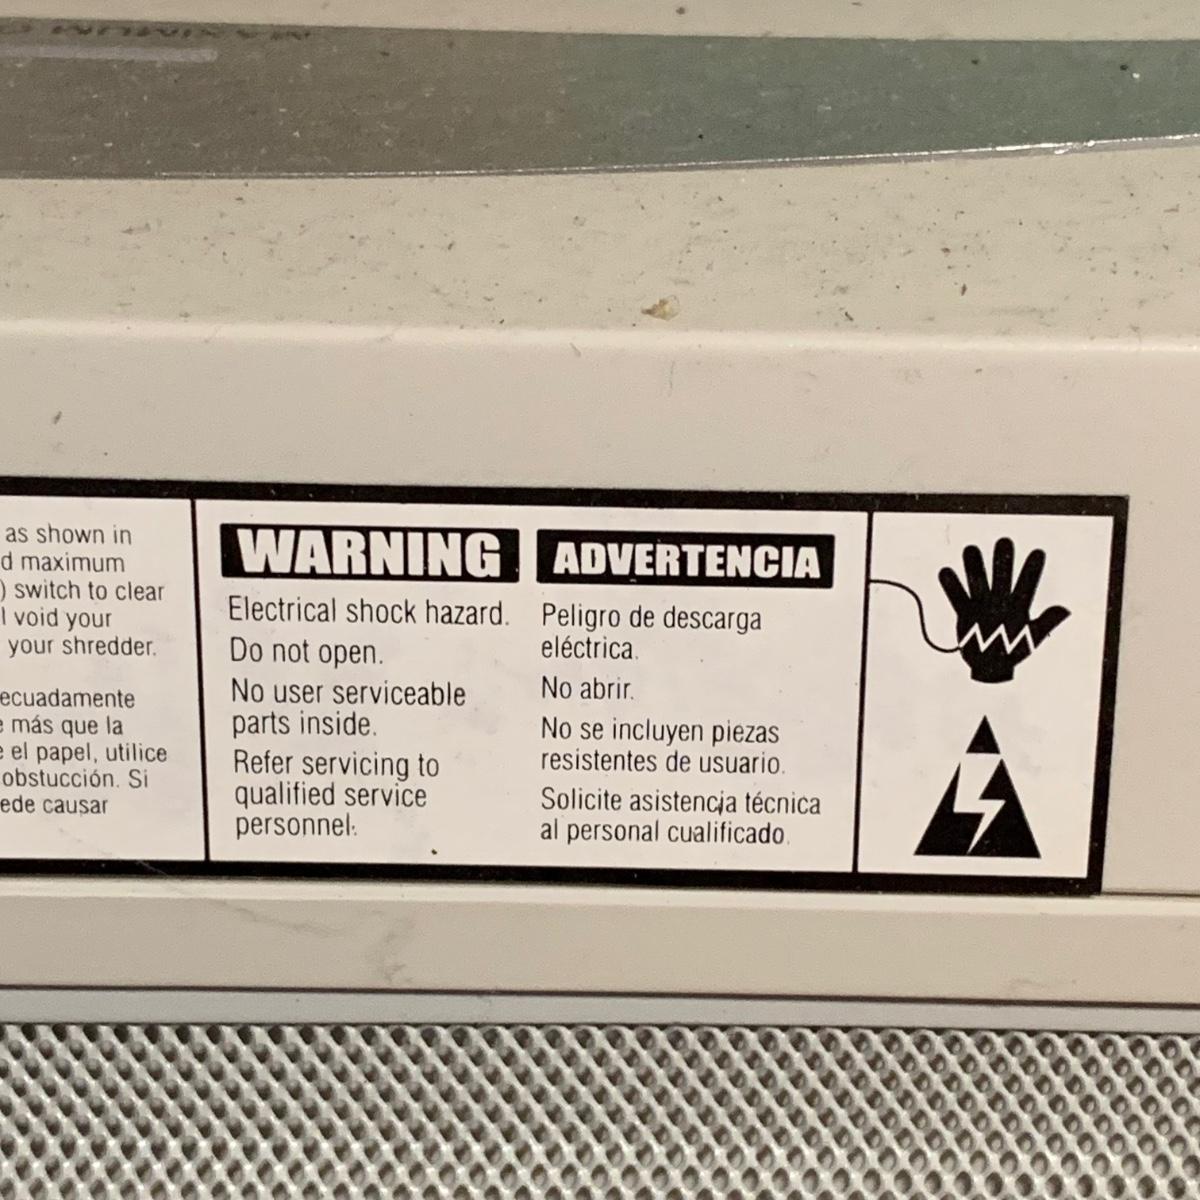 MAXIMUM
as shown in
d maximum
) switch to clear
l void your
your shredder.
ecuadamente
e más que la
e el papel, utilice
obstucción. Si
ede causar
WARNING
Electrical shock hazard.
Do not open.
No user serviceable
parts inside.
Refer servicing to
qualified service
personnel.
ADVERTENCIA
Peligro de descarga
eléctrica.
No abrir.
No se incluyen piezas
resistentes de usuario.
Solicite asistencia técnica
al personal cualificado.